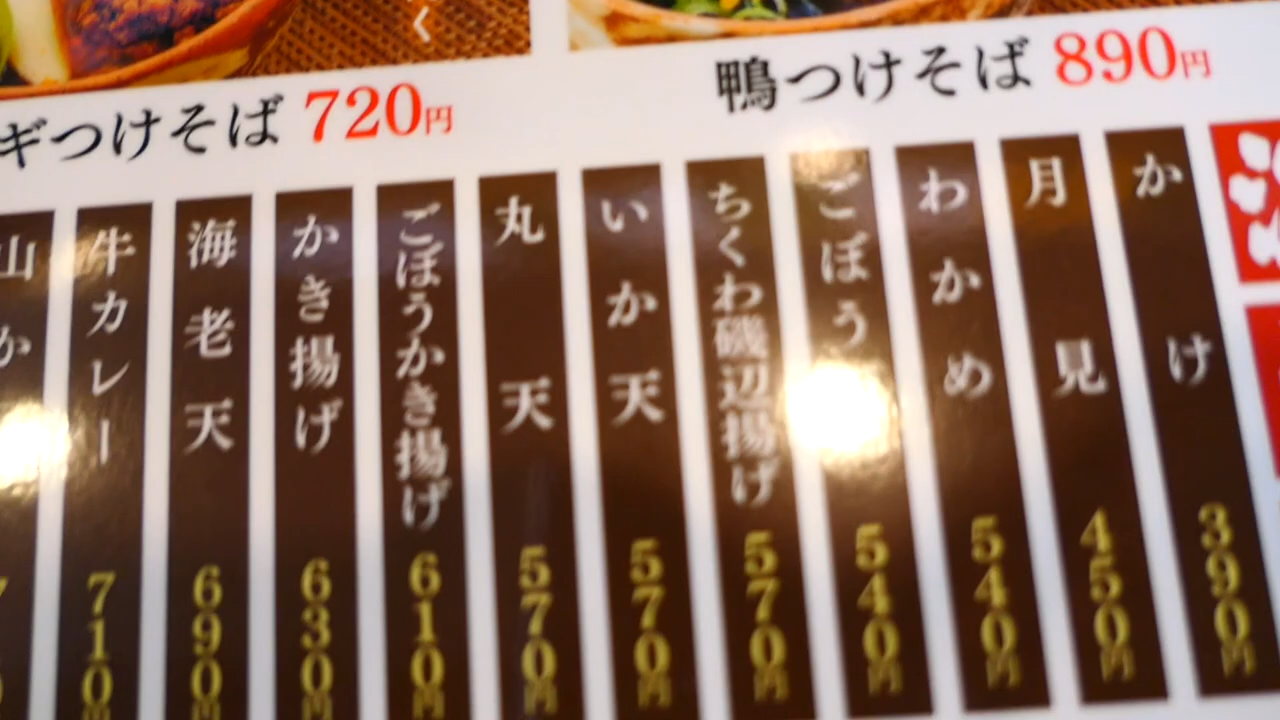 く
ギつけそば 720円
鴨つけそば 890円
かけ 390円
月見 450円
わかめ 540円
ごぼう 540円
ちくわ磯辺揚げ 570円
いか天 570円
丸天 570円
ごぼうかき揚げ 610円
かき揚げ 630円
海老天 690円
牛カレー 710円
山か